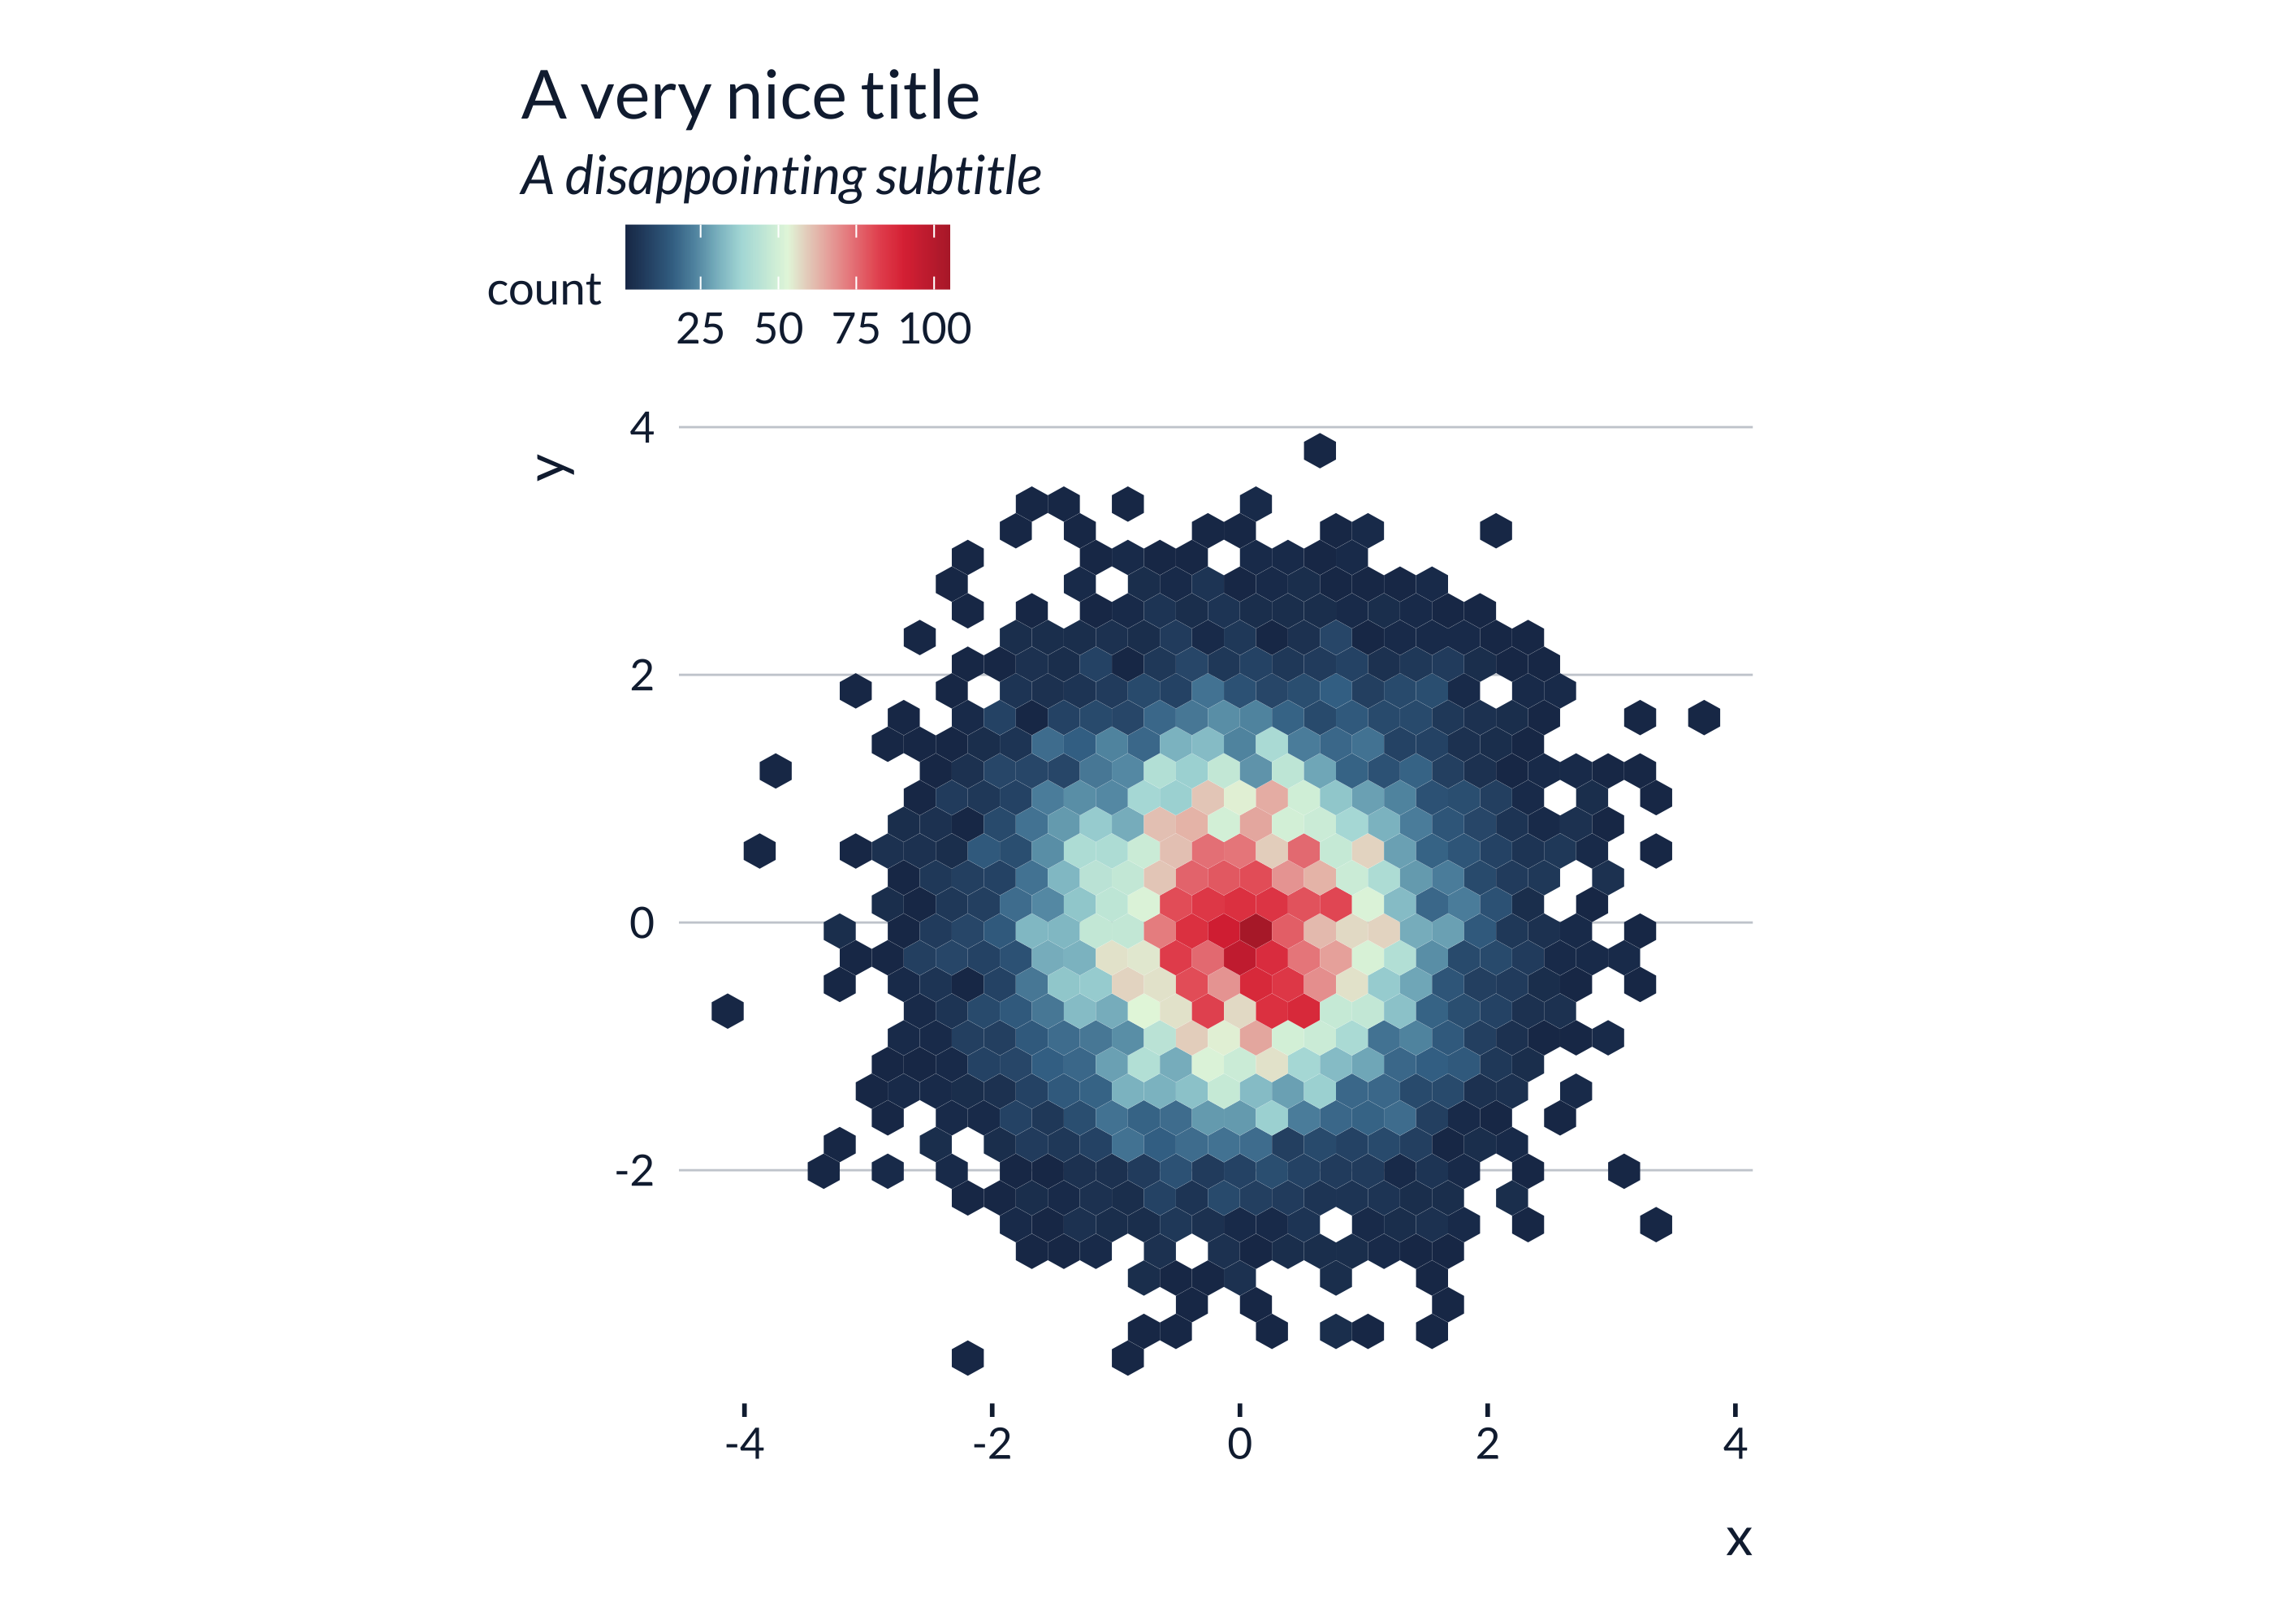 A very nice title
A disappointing subtitle
count
25 50 75 100
4
y
2
0
-2
-4 -2 0 2 4
x